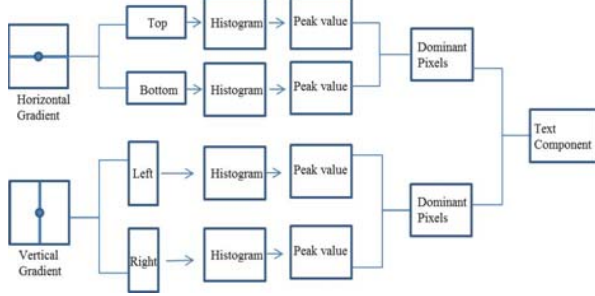 Top
Histogram
Peak value
Dominant
Pixels
Horizontal
Gradient
Bottom
Histogram
Peak value
Text
Component
Left
Histogram
Peak value
Dominant
Pixels
Vertical
Gradient
Right
Histogram
Peak value